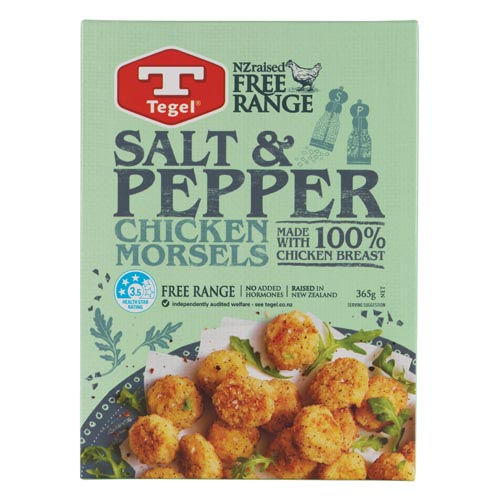 Tegel®
NZraised
FREE
RANGE
S P
SALT &
PEPPER
CHICKEN
MORSELS
MADE
WITH 100%
CHICKEN BREAST
3.5
HEALTH STAR
RATING
FREE RANGE
NO ADDED
HORMONES
RAISED IN
NEW ZEALAND
independently audited welfare - see tegel.co.nz
365g NET
SERVING SUGGESTION